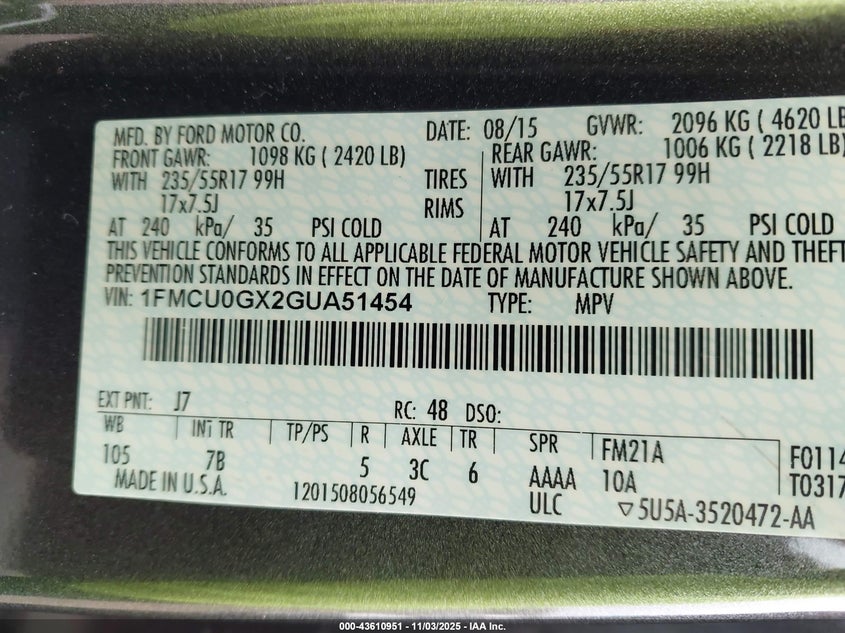 MFD. BY FORD MOTOR CO. DATE: 08/15 GVWR: 2096 KG ( 4620 LB
FRONT GAWR: 1098 KG ( 2420 LB) REAR GAWR: 1006 KG ( 2218 LB)
WITH 235/55R17 99H TIRES WITH 235/55R17 99H
17x7.5J RIMS 17x7.5J
AT 240 kPa/ 35 PSI COLD AT 240 kPa/ 35 PSI COLD
THIS VEHICLE CONFORMS TO ALL APPLICABLE FEDERAL MOTOR VEHICLE SAFETY AND THEFT
PREVENTION STANDARDS IN EFFECT ON THE DATE OF MANUFACTURE SHOWN ABOVE.
VIN: 1FMCU0GX2GUA51454 TYPE: MPV
EXT PNT: J7 RC: 48 DSO:
WB INT TR TP/PS R AXLE TR SPR FM21A F0114
105 7B 5 3C 6 AAAA 10A T0317
MADE IN U.S.A. 1201508056549 ULC ▽5U5A-3520472-AA
000-43610951 - 11/03/2025 - IAA Inc.